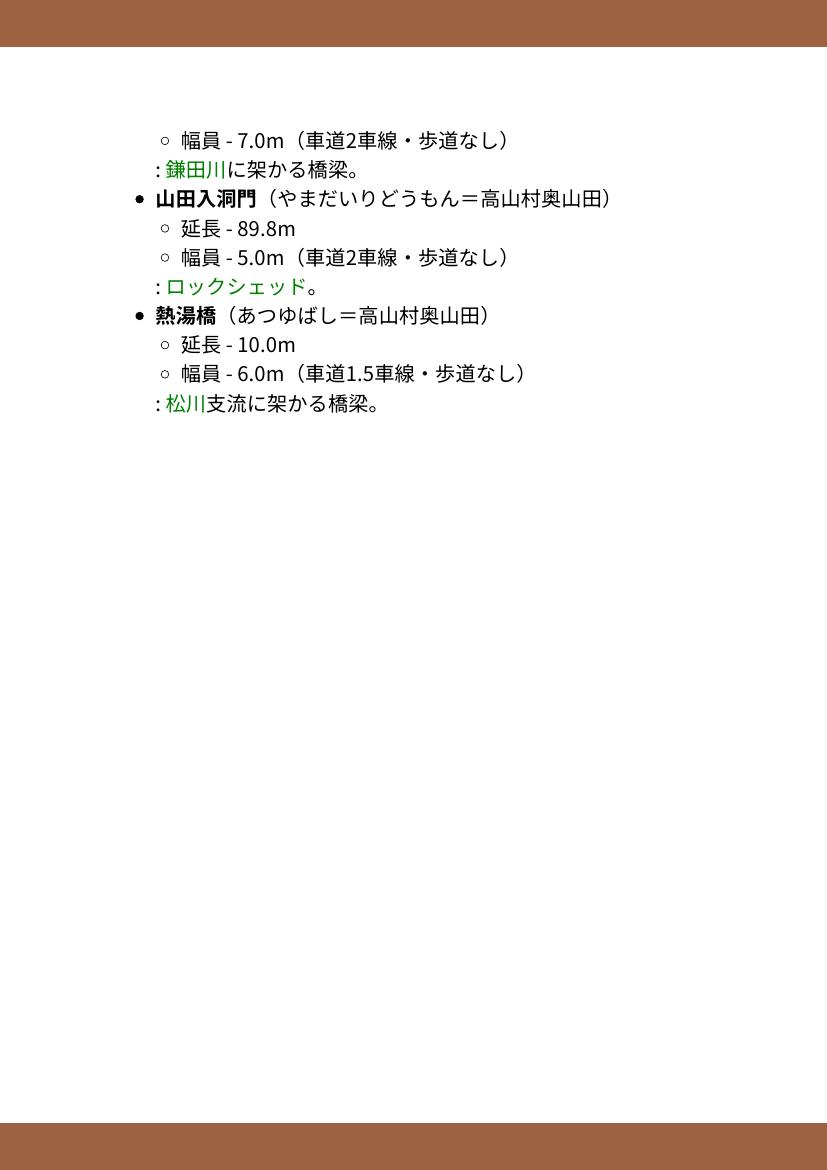 幅員 - 7.0m（車道2車線・歩道なし）
: 鎌田川に架かる橋梁。
山田入洞門（やまだいりどうもん＝高山村奥山田）
延長 - 89.8m
幅員 - 5.0m（車道2車線・歩道なし）
: ロックシェッド。
熱湯橋（あつゆばし＝高山村奥山田）
延長 - 10.0m
幅員 - 6.0m（車道1.5車線・歩道なし）
: 松川支流に架かる橋梁。